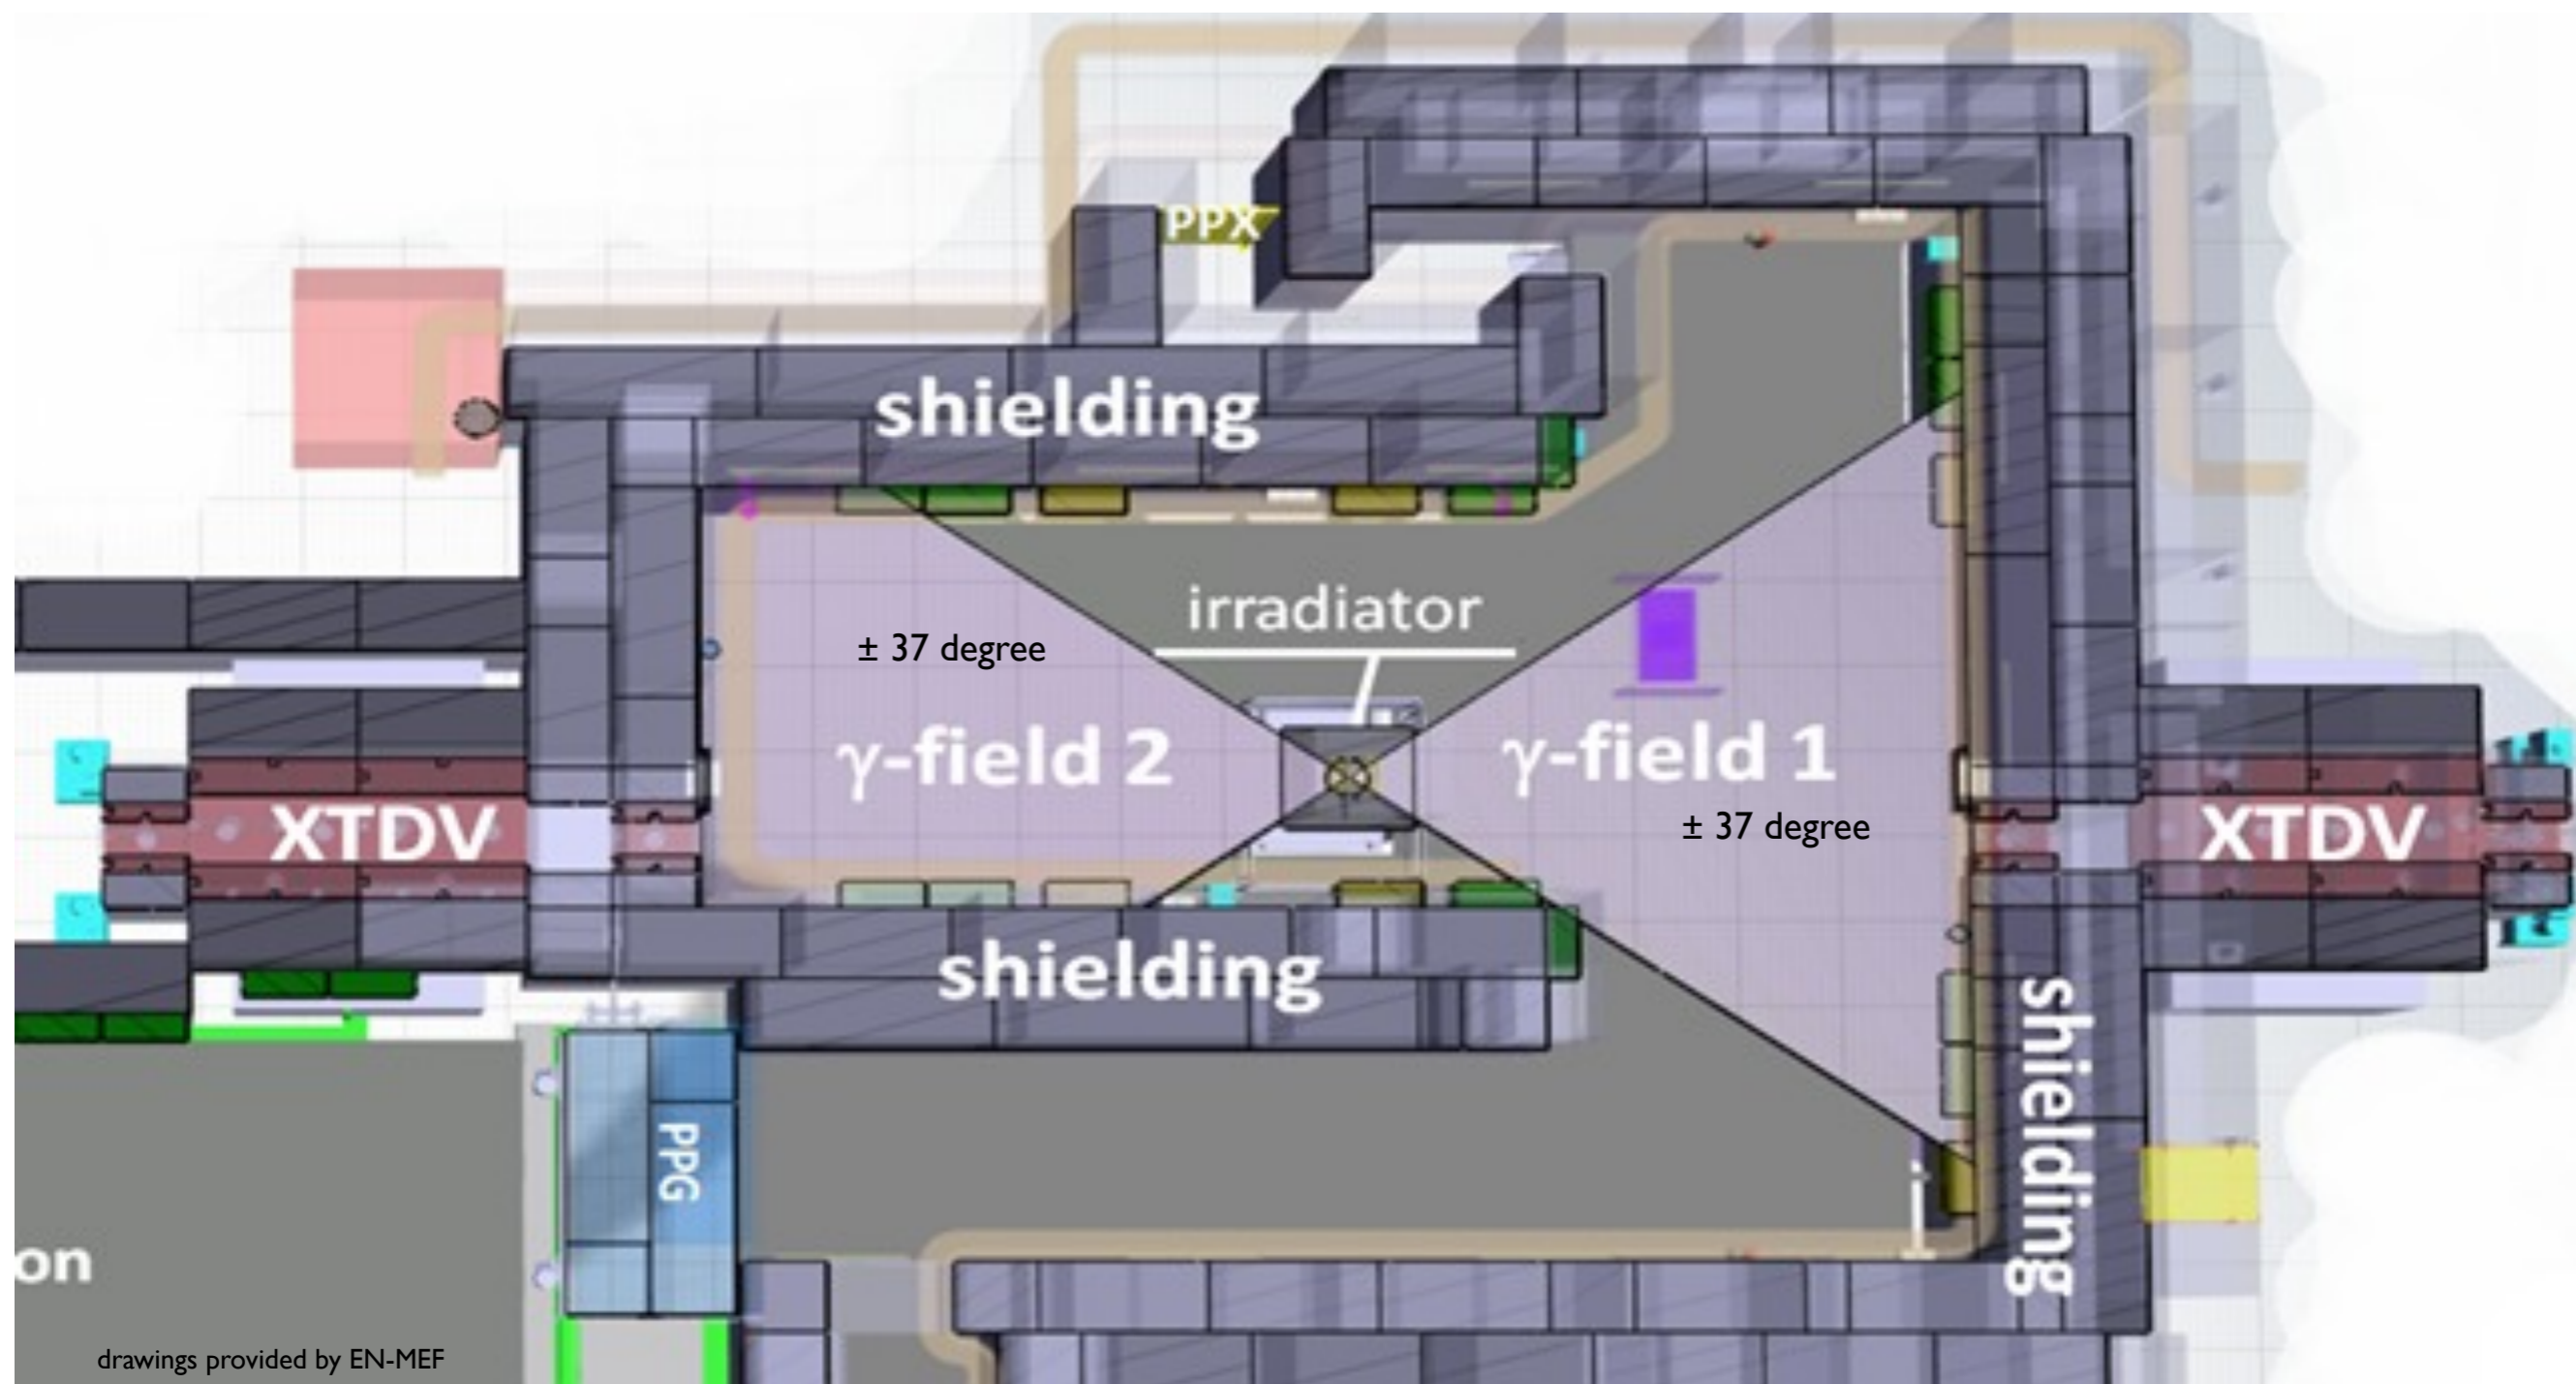 PPX
shielding
irradiator
± 37 degree
γ-field 2
γ-field 1
± 37 degree
XTDV
XTDV
shielding
shielding
PPG
on
drawings provided by EN-MEF